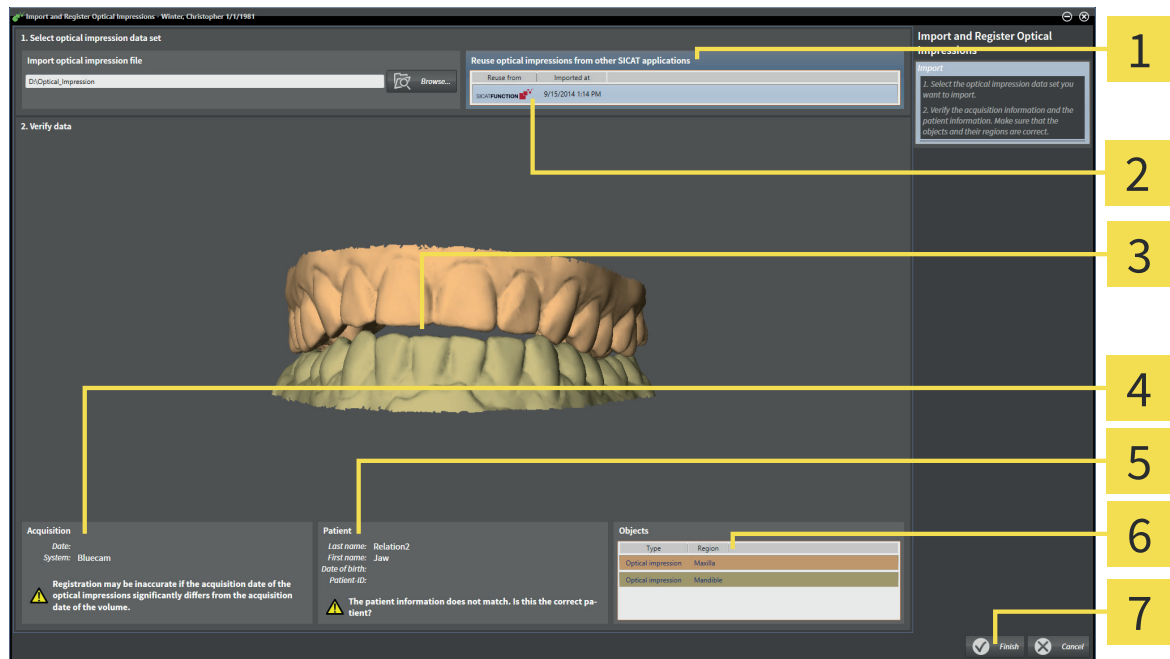 Import and Register Optical Impressions - Winter, Christopher 1/1/1981
1. Select optical impression data set
Import optical impression file
D:\Optical_Impression
Browse...
Reuse optical impressions from other SICAT applications
Reuse from Imported at
SICATFUNCTION 9/15/2014 1:14 PM
Import and Register Optical
Impressions
Import
1. Select the optical impression data set you
want to import.
2. Verify the acquisition information and the
patient information. Make sure that the
objects and their regions are correct.
2. Verify data
Acquisition
Date:
System: Bluecam
Registration may be inaccurate if the acquisition date of the
optical impressions significantly differs from the acquisition
date of the volume.
Patient
Last name: Relation2
First name: Jaw
Date of birth:
Patient-ID:
The patient information does not match. Is this the correct pa-
tient?
Objects
Type Region
Optical impression Maxilla
Optical impression Mandible
Finish
Cancel
1
2
3
4
5
6
7